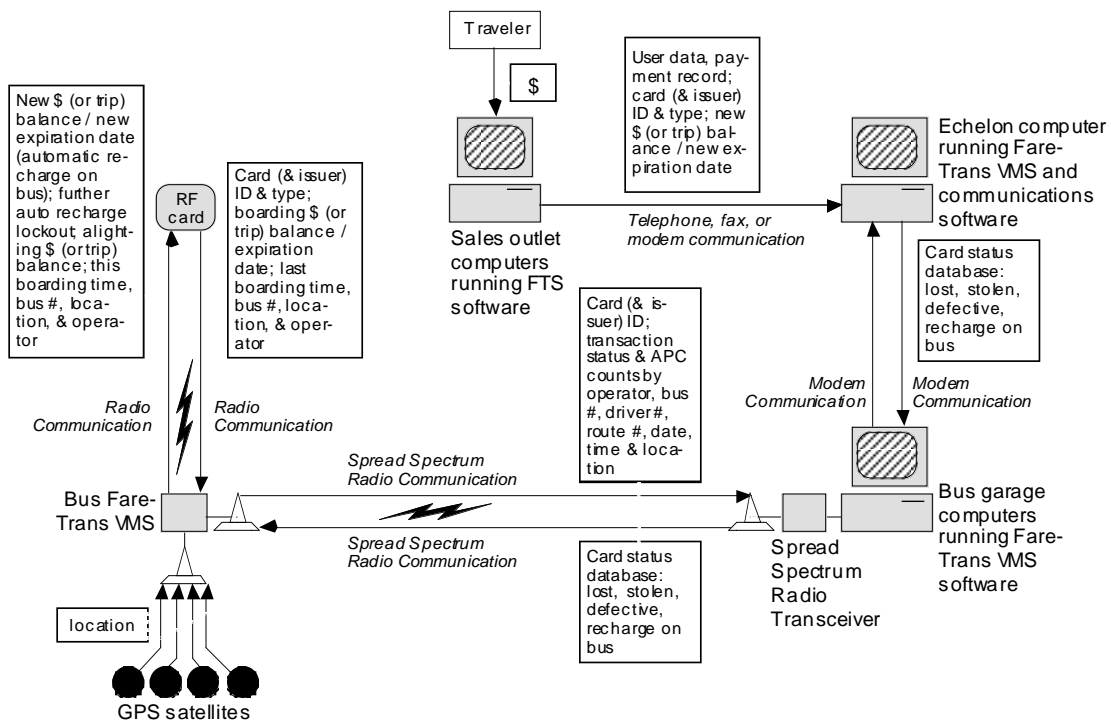 Traveler
$
User data, pay-
ment record;
card (& issuer)
ID & type; new
$ (or trip) bal-
ance / new ex-
piration date
New $ (or trip)
balance / new
expiration date
(automatic re-
charge on
bus); further
auto recharge
lockout; alight-
ing $ (or trip)
balance; this
boarding time,
bus #, loca-
tion, & opera-
tor
RF
card
Card (& issuer)
ID & type;
boarding $ (or
trip) balance /
expiration
date; last
boarding time,
bus #, loca-
tion, & oper-
ator
Sales outlet
computers
running FTS
software
Telephone, fax, or
modem communication
Echelon computer
running Fare-
Trans VMS and
communications
software
Card status
database:
lost, stolen,
defective,
recharge on
bus
Card (& is-
suer) ID;
transaction
status & APC
counts by
operator, bus
#, driver #,
route #, date,
time & loca-
tion
Modem
Communication
Modem
Communication
Radio
Communication
Radio
Communication
Spread Spectrum
Radio Communication
Bus Fare-
Trans VMS
Spread Spectrum
Radio Communication
Card status
database:
lost, stolen,
defective,
recharge on
bus
Spread
Spectrum
Radio
Transceiver
Bus garage
computers
running Fare-
Trans VMS
software
location
GPS satellites